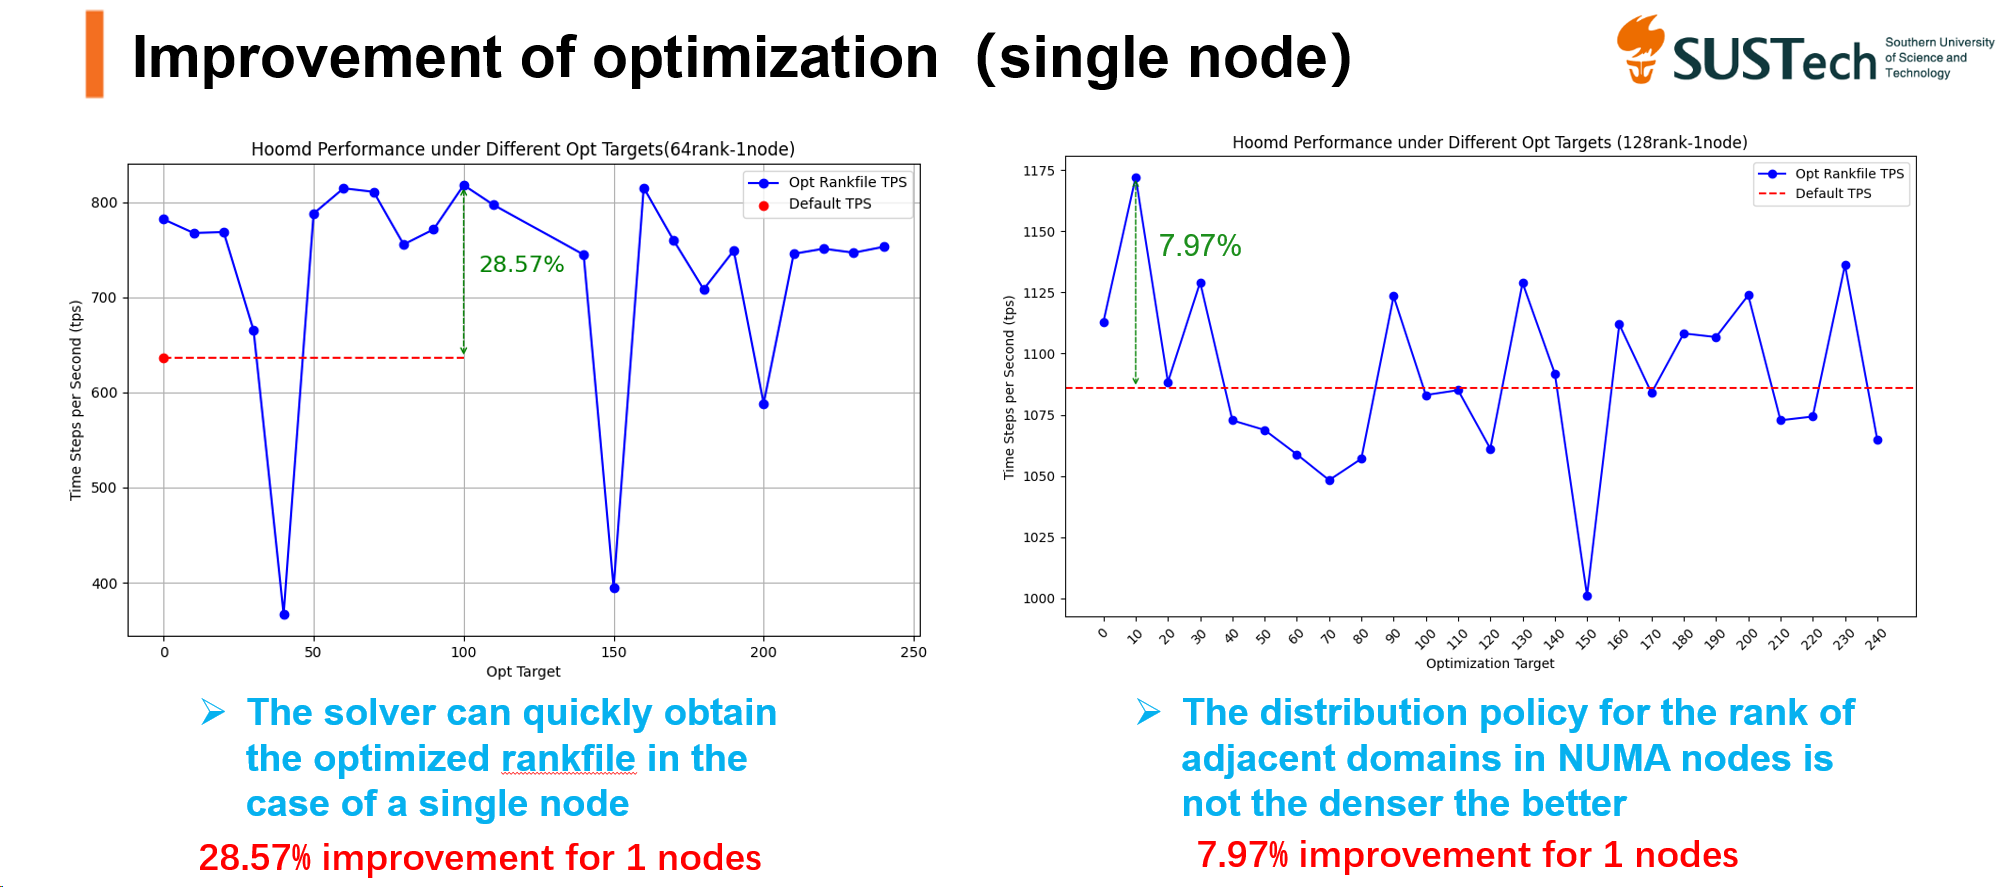 Improvement of optimization（single node）
SUSTech
Southern University
of Science and
Technology
Hoomd Performance under Different Opt Targets(64rank-1node)
Opt Rankfile TPS
Default TPS
28.57%
Time Steps per Second (tps)
800
700
600
500
400
0 50 100 150 200 250
Opt Target
➢ The solver can quickly obtain
the optimized rankfile in the
case of a single node
28.57% improvement for 1 nodes
Hoomd Performance under Different Opt Targets (128rank-1node)
Opt Rankfile TPS
Default TPS
7.97%
Time Steps per Second (tps)
1175
1150
1125
1100
1075
1050
1025
1000
0 10 20 30 40 50 60 70 80 90 100 110 120 130 140 150 160 170 180 190 200 210 220 230 240
Optimization Target
➢ The distribution policy for the rank of
adjacent domains in NUMA nodes is
not the denser the better
7.97% improvement for 1 nodes